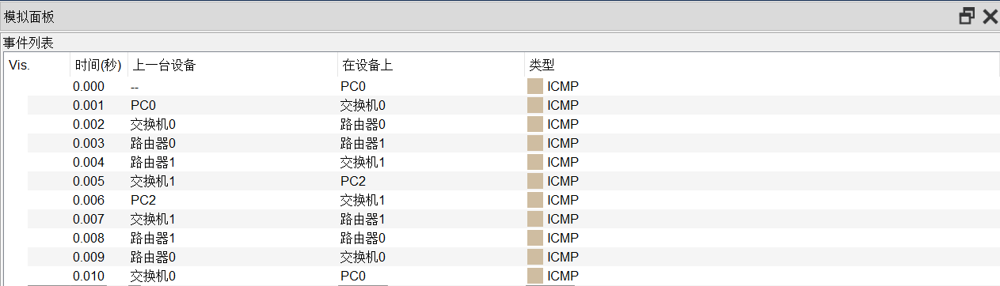 模拟面板
事件列表
Vis. 时间(秒) 上一台设备 在设备上 类型
0.000 -- PC0 ICMP
0.001 PC0 交换机0 ICMP
0.002 交换机0 路由器0 ICMP
0.003 路由器0 路由器1 ICMP
0.004 路由器1 交换机1 ICMP
0.005 交换机1 PC2 ICMP
0.006 PC2 交换机1 ICMP
0.007 交换机1 路由器1 ICMP
0.008 路由器1 路由器0 ICMP
0.009 路由器0 交换机0 ICMP
0.010 交换机0 PC0 ICMP